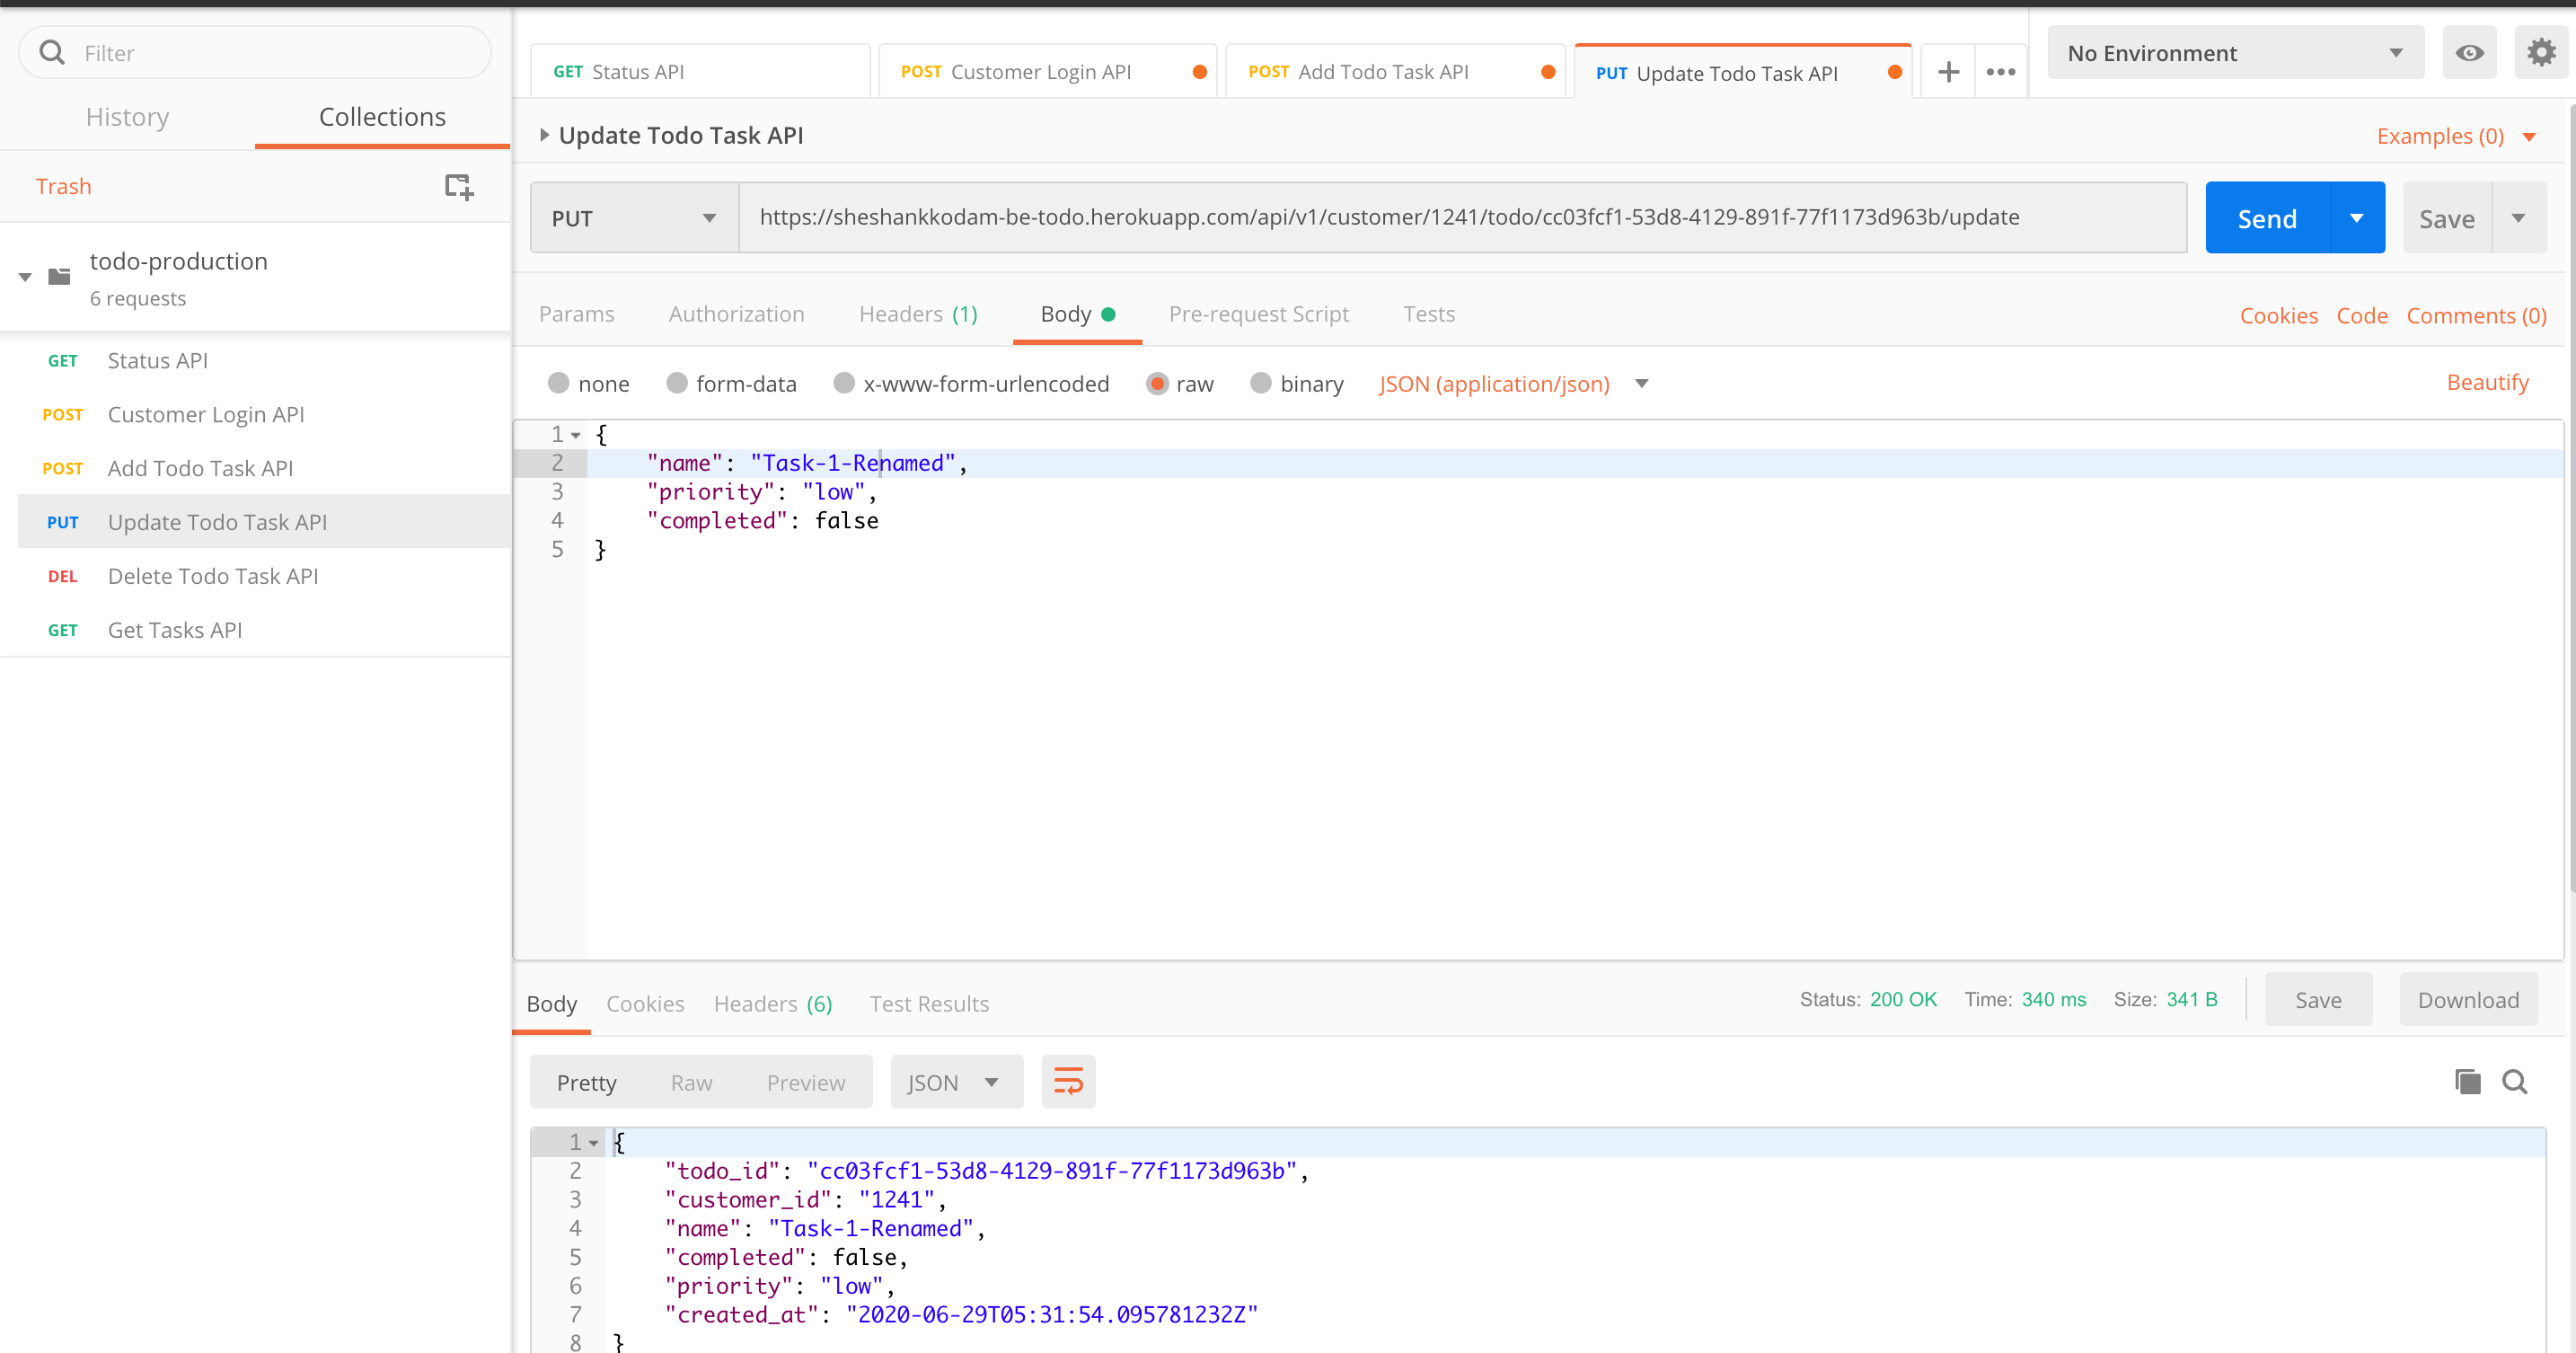 Filter
History Collections
Trash
todo-production
6 requests
GET Status API
POST Customer Login API
POST Add Todo Task API
PUT Update Todo Task API
DEL Delete Todo Task API
GET Get Tasks API
GET Status API POST Customer Login API POST Add Todo Task API PUT Update Todo Task API
No Environment
Update Todo Task API Examples (0)
PUT https://sheshankkodam-be-todo.herokuapp.com/api/v1/customer/1241/todo/cc03fcf1-53d8-4129-891f-77f1173d963b/update Send Save
Params Authorization Headers (1) Body Pre-request Script Tests Cookies Code Comments (0)
none form-data x-www-form-urlencoded raw binary JSON (application/json) Beautify
1 {
2 "name": "Task-1-Renamed",
3 "priority": "low",
4 "completed": false
5 }
Body Cookies Headers (6) Test Results Status: 200 OK Time: 340 ms Size: 341 B Save Download
Pretty Raw Preview JSON
1 {
2 "todo_id": "cc03fcf1-53d8-4129-891f-77f1173d963b",
3 "customer_id": "1241",
4 "name": "Task-1-Renamed",
5 "completed": false,
6 "priority": "low",
7 "created_at": "2020-06-29T05:31:54.095781232Z"
8 }